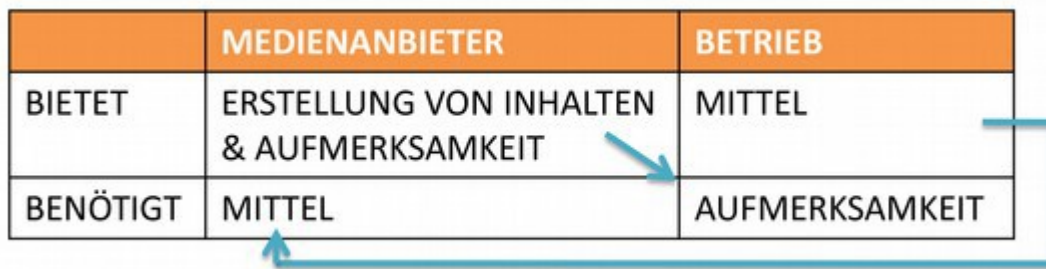 MEDIENANBIETER BETRIEB
BIETET ERSTELLUNG VON INHALTEN MITTEL
& AUFMERKSAMKEIT
BENÖTIGT MITTEL AUFMERKSAMKEIT